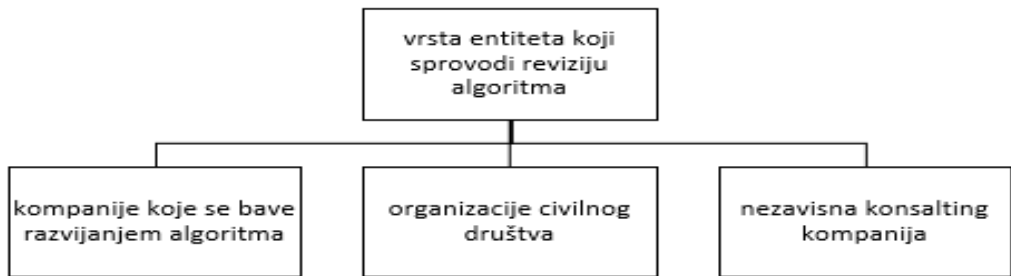 vrsta entiteta koji
sprovodi reviziju
algoritma
kompanije koje se bave
razvijanjem algoritma
organizacije civilnog
društva
nezavisna konsalting
kompanija